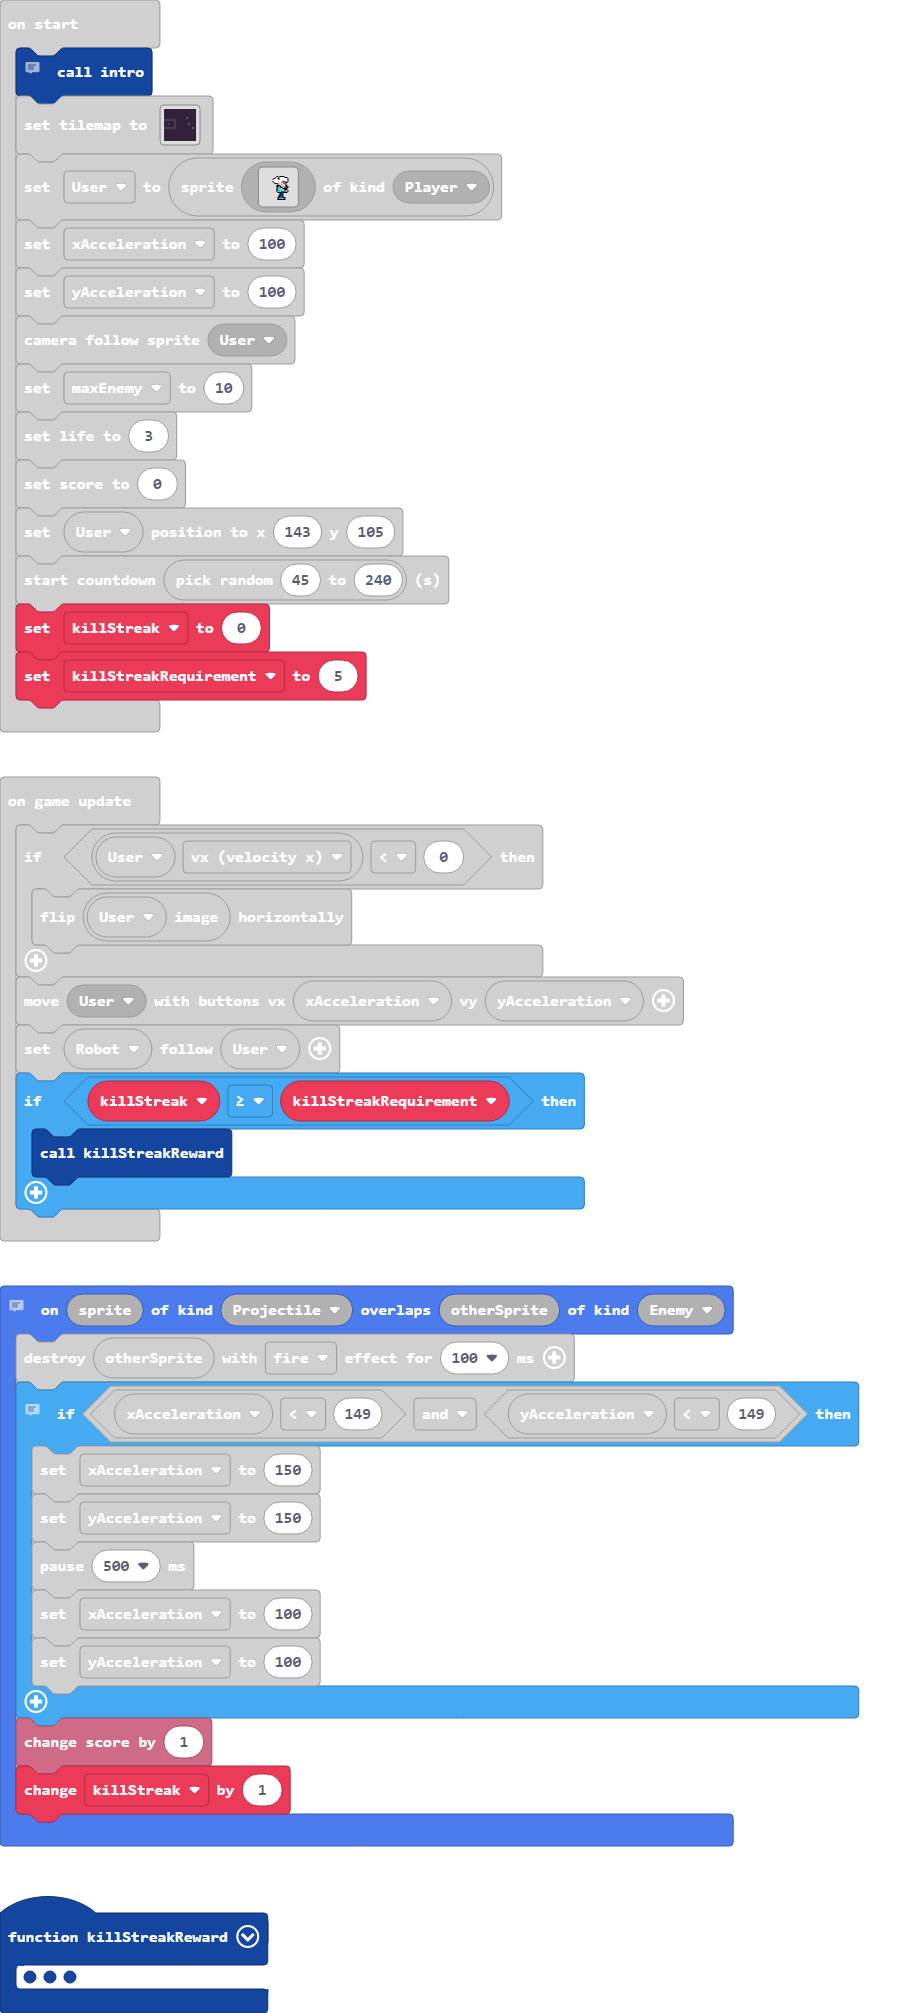 on start
call intro
set tilemap to
set User to sprite of kind Player
set xAcceleration to 100
set yAcceleration to 100
camera follow sprite User
set maxEnemy to 10
set life to 3
set score to 0
set User position to x 143 y 105
start countdown pick random 45 to 240 (s)
set killStreak to 0
set killStreakRequirement to 5
on game update
if User vx (velocity x) < 0 then
flip User image horizontally
move User with buttons vx xAcceleration vy yAcceleration
set Robot follow User
if killStreak ≥ killStreakRequirement then
call killStreakReward
on sprite of kind Projectile overlaps otherSprite of kind Enemy
destroy otherSprite with fire effect for 100 ms
if xAcceleration < 149 and yAcceleration < 149 then
set xAcceleration to 150
set yAcceleration to 150
pause 500 ms
set xAcceleration to 100
set yAcceleration to 100
change score by 1
change killStreak by 1
function killStreakReward